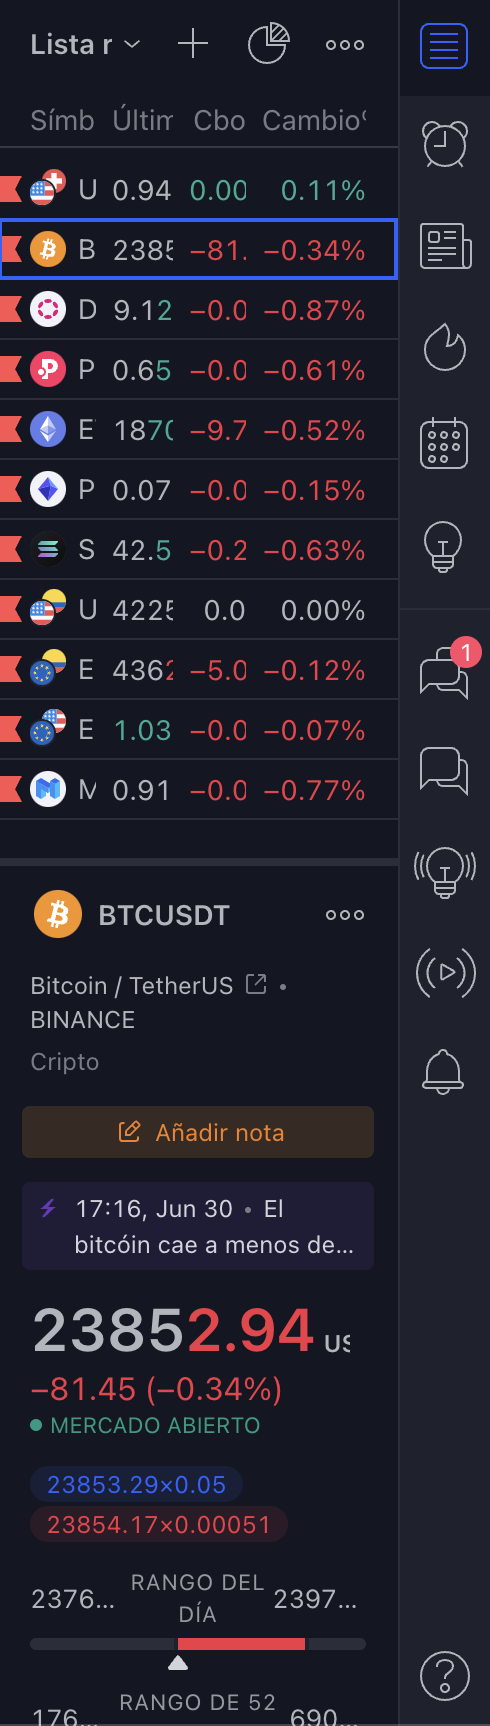 Lista r
Símb Últim Cbo Cambio%
U 0.94 0.00 0.11%
B 2385 −81. −0.34%
D 9.12 −0.0 −0.87%
P 0.65 −0.0 −0.61%
E 1870 −9.7 −0.52%
P 0.07 −0.0 −0.15%
S 42.5 −0.2 −0.63%
U 4225 0.0 0.00%
E 4362 −5.0 −0.12%
E 1.03 −0.0 −0.07%
M 0.91 −0.0 −0.77%
1
BTCUSDT
Bitcoin / TetherUS •
BINANCE
Cripto
Añadir nota
17:16, Jun 30 • El
bitcóin cae a menos de...
23852.94 US
−81.45 (−0.34%)
MERCADO ABIERTO
23853.29×0.05
23854.17×0.00051
2376... RANGO DEL DÍA 2397...
176... RANGO DE 52 690...
?